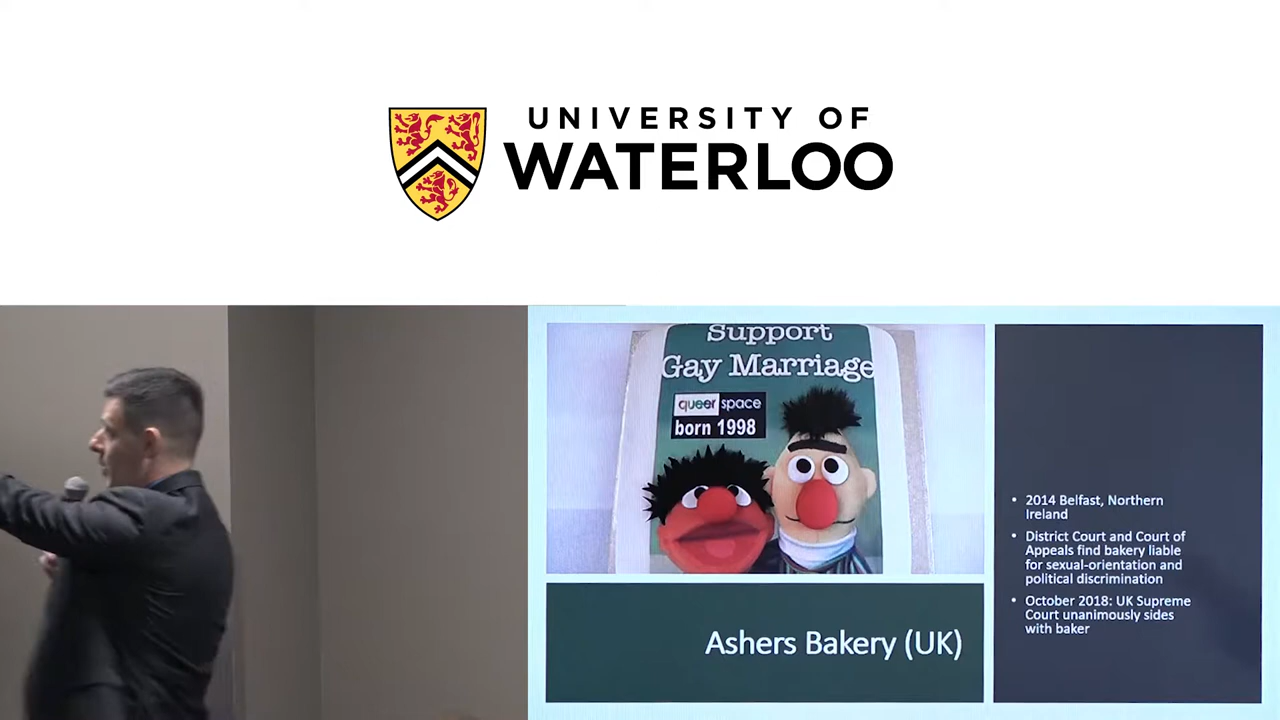 UNIVERSITY OF
WATERLOO
Support
Gay Marriage
queer space
born 1998
Ashers Bakery (UK)
• 2014 Belfast, Northern
Ireland
• District Court and Court of
Appeals find bakery liable
for sexual-orientation and
political discrimination
• October 2018: UK Supreme
Court unanimously sides
with baker